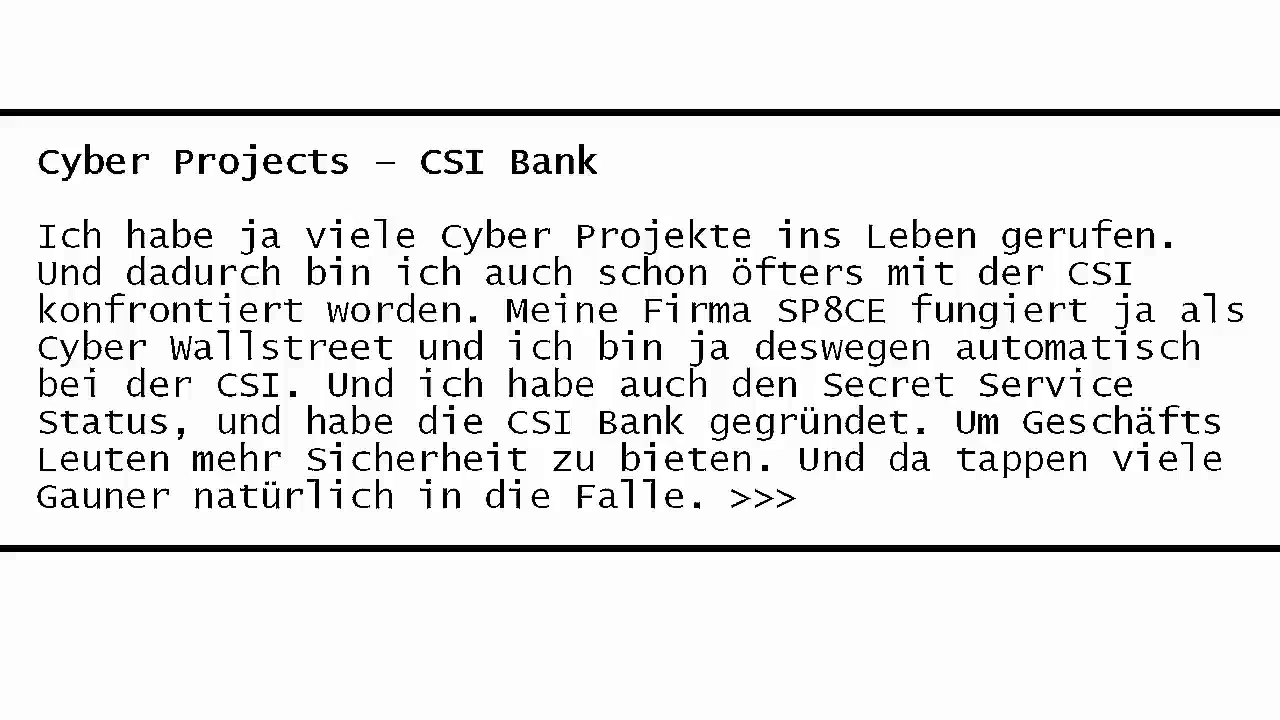 Cyber Projects – CSI Bank
Ich habe ja viele Cyber Projekte ins Leben gerufen.
Und dadurch bin ich auch schon öfters mit der CSI
konfrontiert worden. Meine Firma SP8CE fungiert ja als
Cyber Wallstreet und ich bin ja deswegen automatisch
bei der CSI. Und ich habe auch den Secret Service
Status, und habe die CSI Bank gegründet. Um Geschäfts
Leuten mehr Sicherheit zu bieten. Und da tappen viele
Gauner natürlich in die Falle. >>>